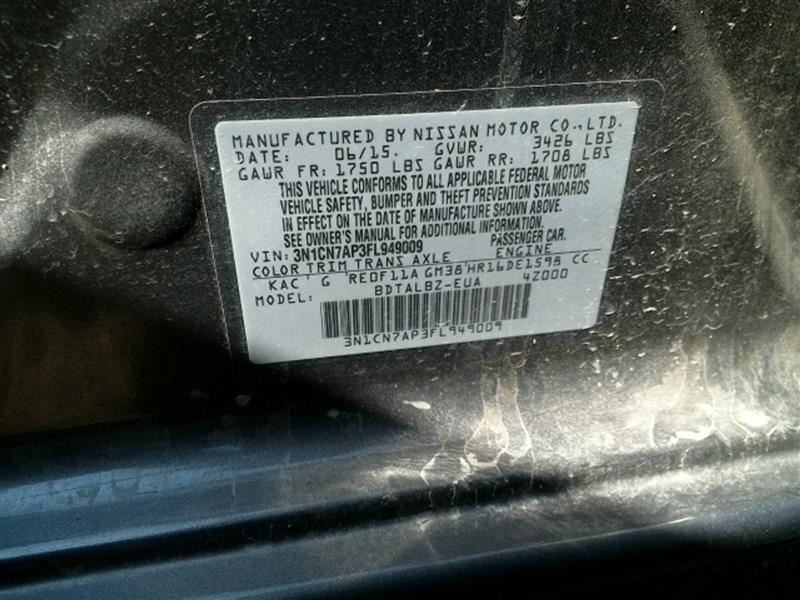 MANUFACTURED BY NISSAN MOTOR CO.,LTD.
DATE: 06/15. GVWR: 3426 LBS
GAWR FR: 1750 LBS GAWR RR: 1708 LBS
THIS VEHICLE CONFORMS TO ALL APPLICABLE FEDERAL MOTOR
VEHICLE SAFETY, BUMPER AND THEFT PREVENTION STANDARDS
IN EFFECT ON THE DATE OF MANUFACTURE SHOWN ABOVE.
SEE OWNER'S MANUAL FOR ADDITIONAL INFORMATION.
VIN: 3N1CN7AP3FL949009 PASSENGER CAR.
COLOR TRIM TRANS AXLE ENGINE
KAC G RE0F11A GM38 HR16DE1598 CC
MODEL: BDTALBZ-EUA 4Z000
3N1CN7AP3FL949009